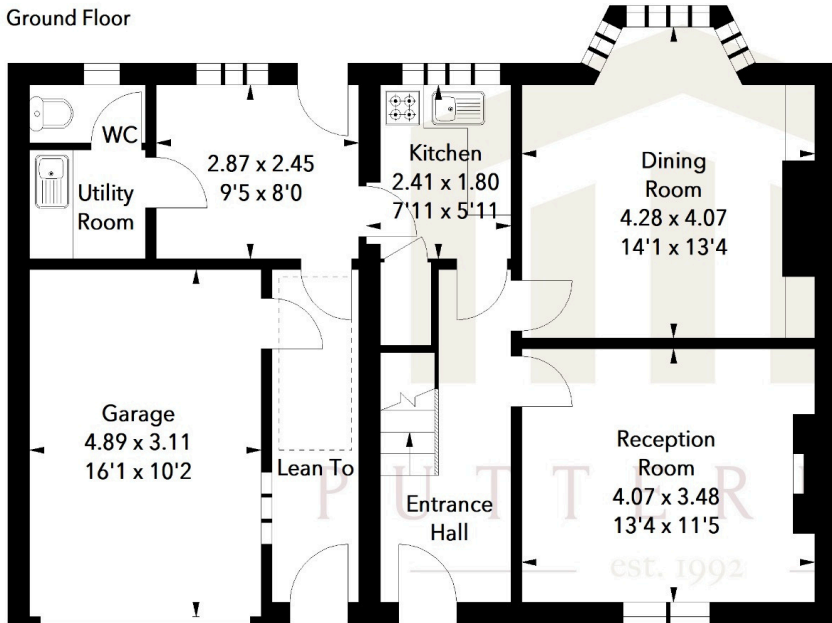 Ground Floor
WC
Utility
Room
2.87 x 2.45
9'5 x 8'0
Kitchen
2.41 x 1.80
7'11 x 5'11
Dining
Room
4.28 x 4.07
14'1 x 13'4
Garage
4.89 x 3.11
16'1 x 10'2
Lean To
Entrance
Hall
Reception
Room
4.07 x 3.48
13'4 x 11'5
PUTTER
est. 1992